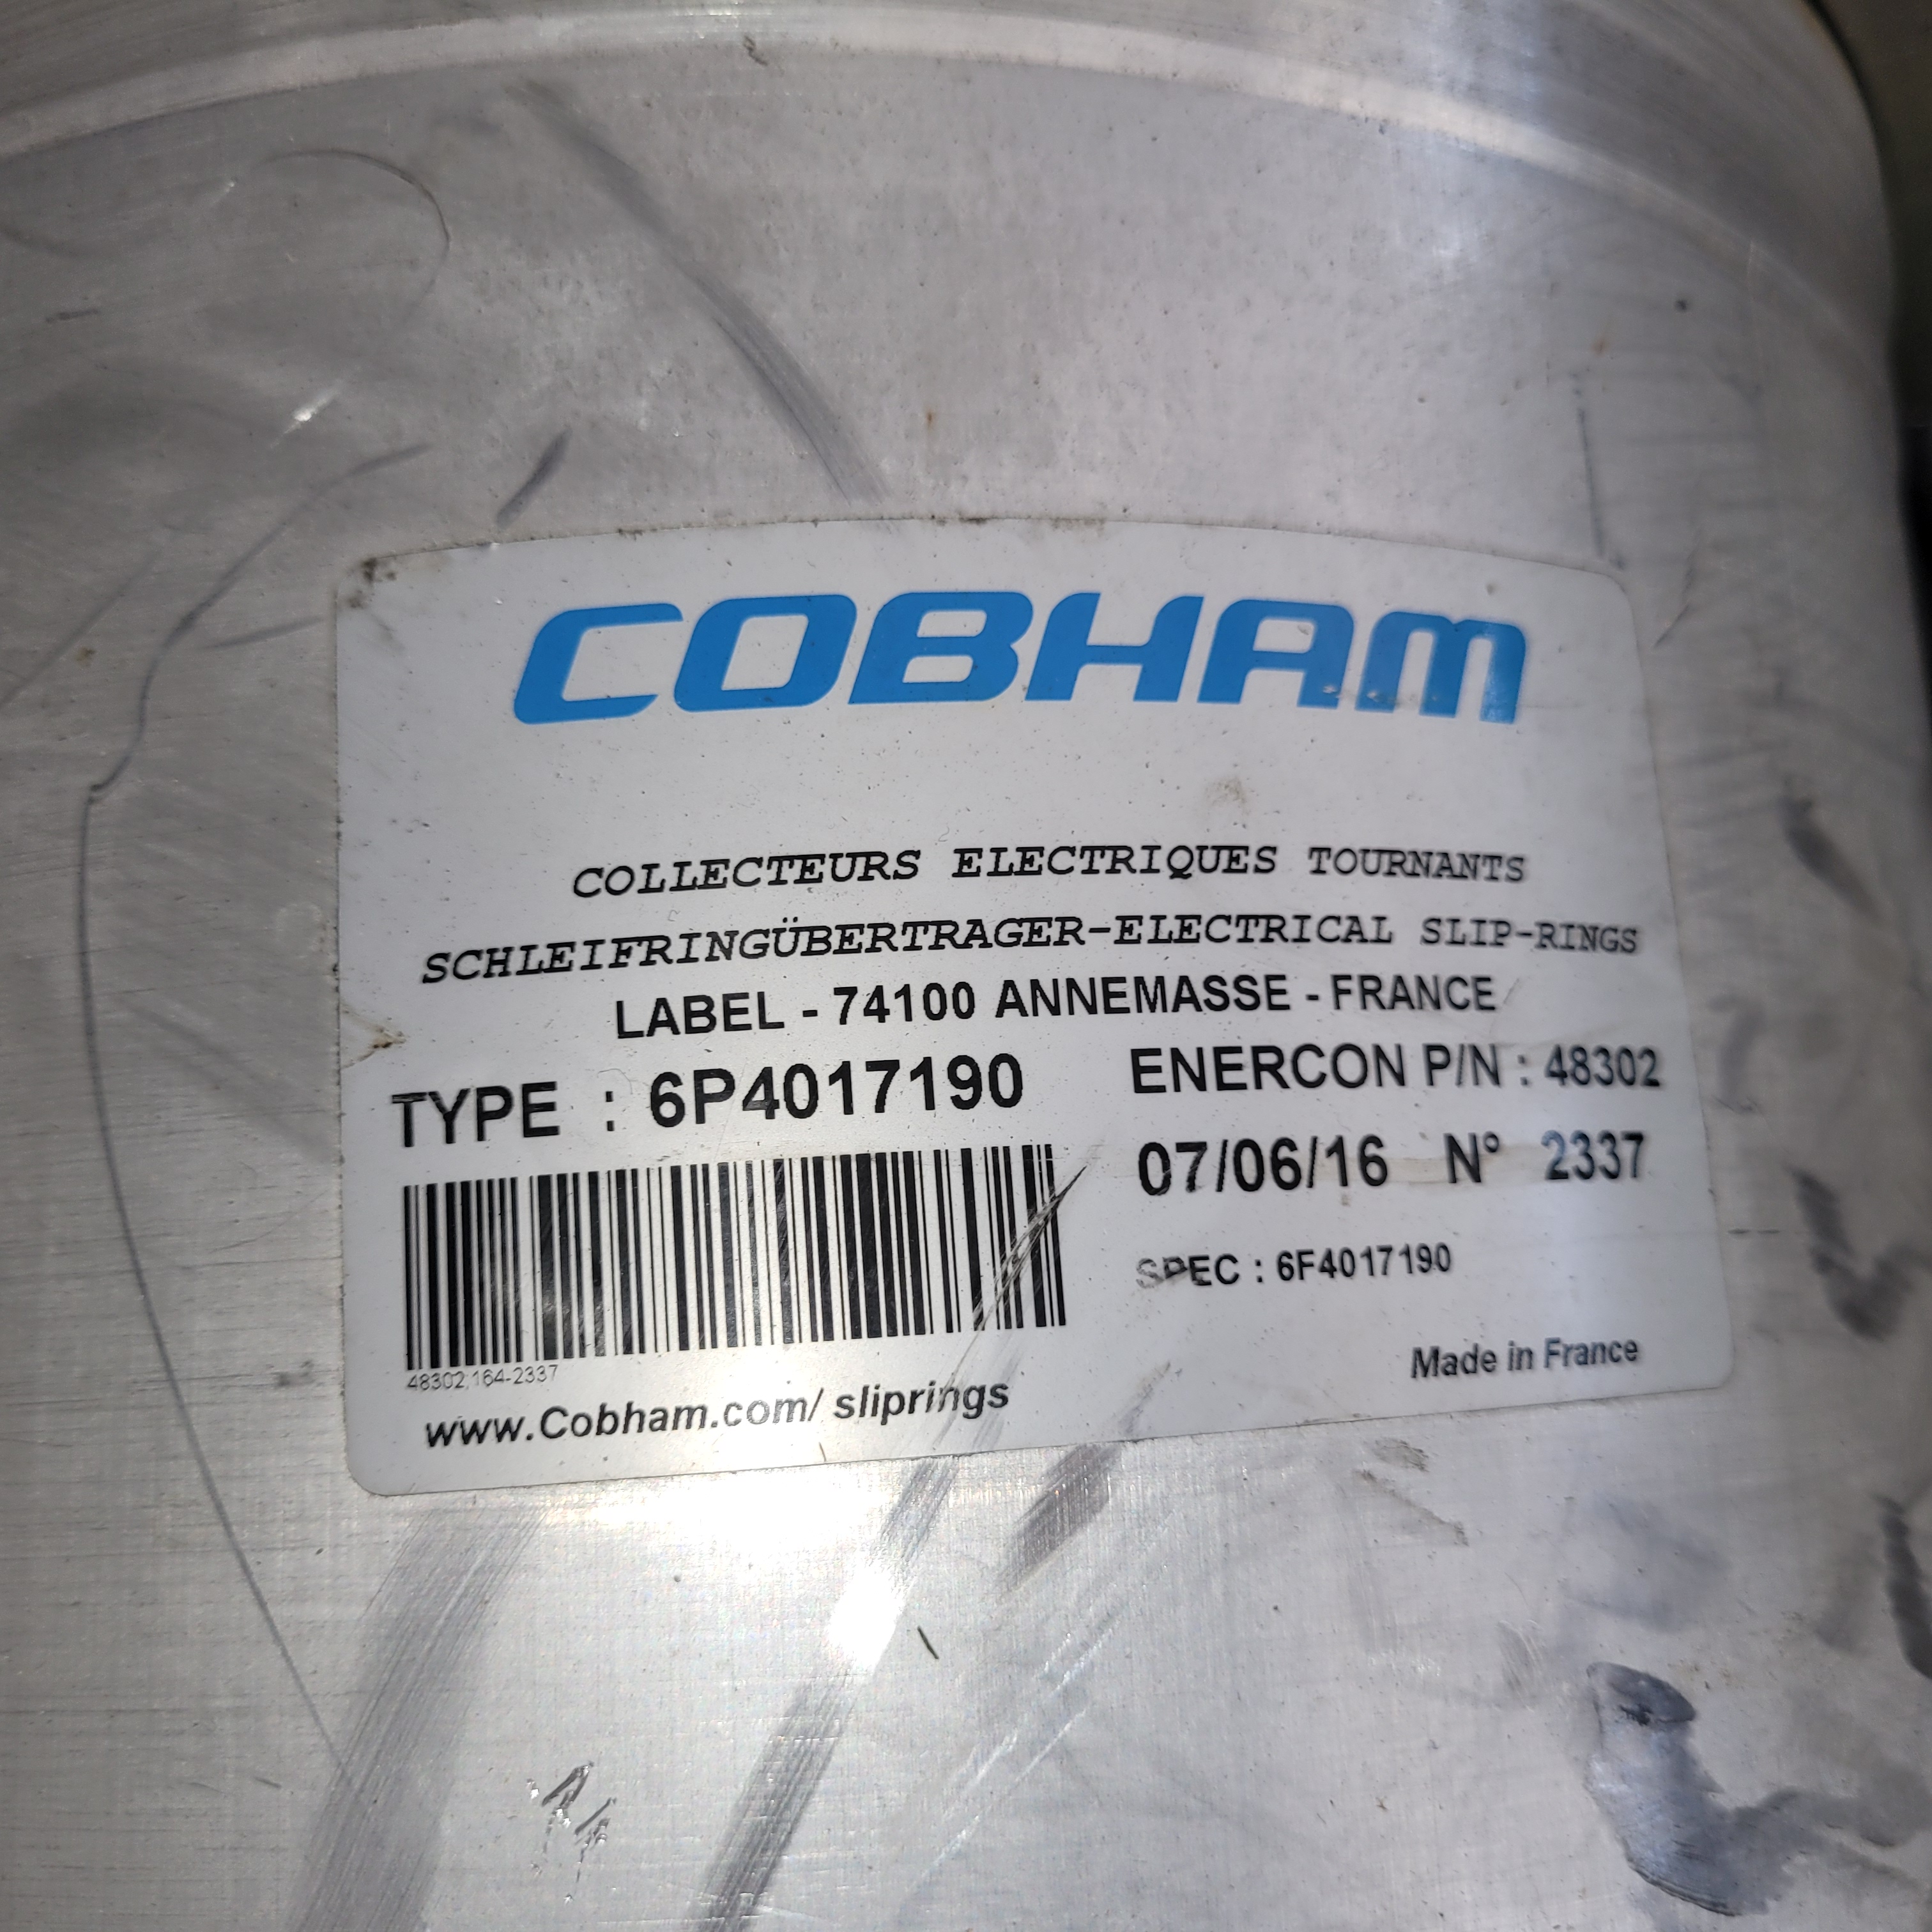 COBHAM
COLLECTEURS ELECTRIQUES TOURNANTS
SCHLEIFRINGÜBERTRAGER-ELECTRICAL SLIP-RINGS
LABEL - 74100 ANNEMASSE - FRANCE
TYPE : 6P4017190
ENERCON P/N : 48302
07/06/16 N° 2337
SPEC : 6F4017190
48302,164-2337
www.Cobham.com/ sliprings
Made in France